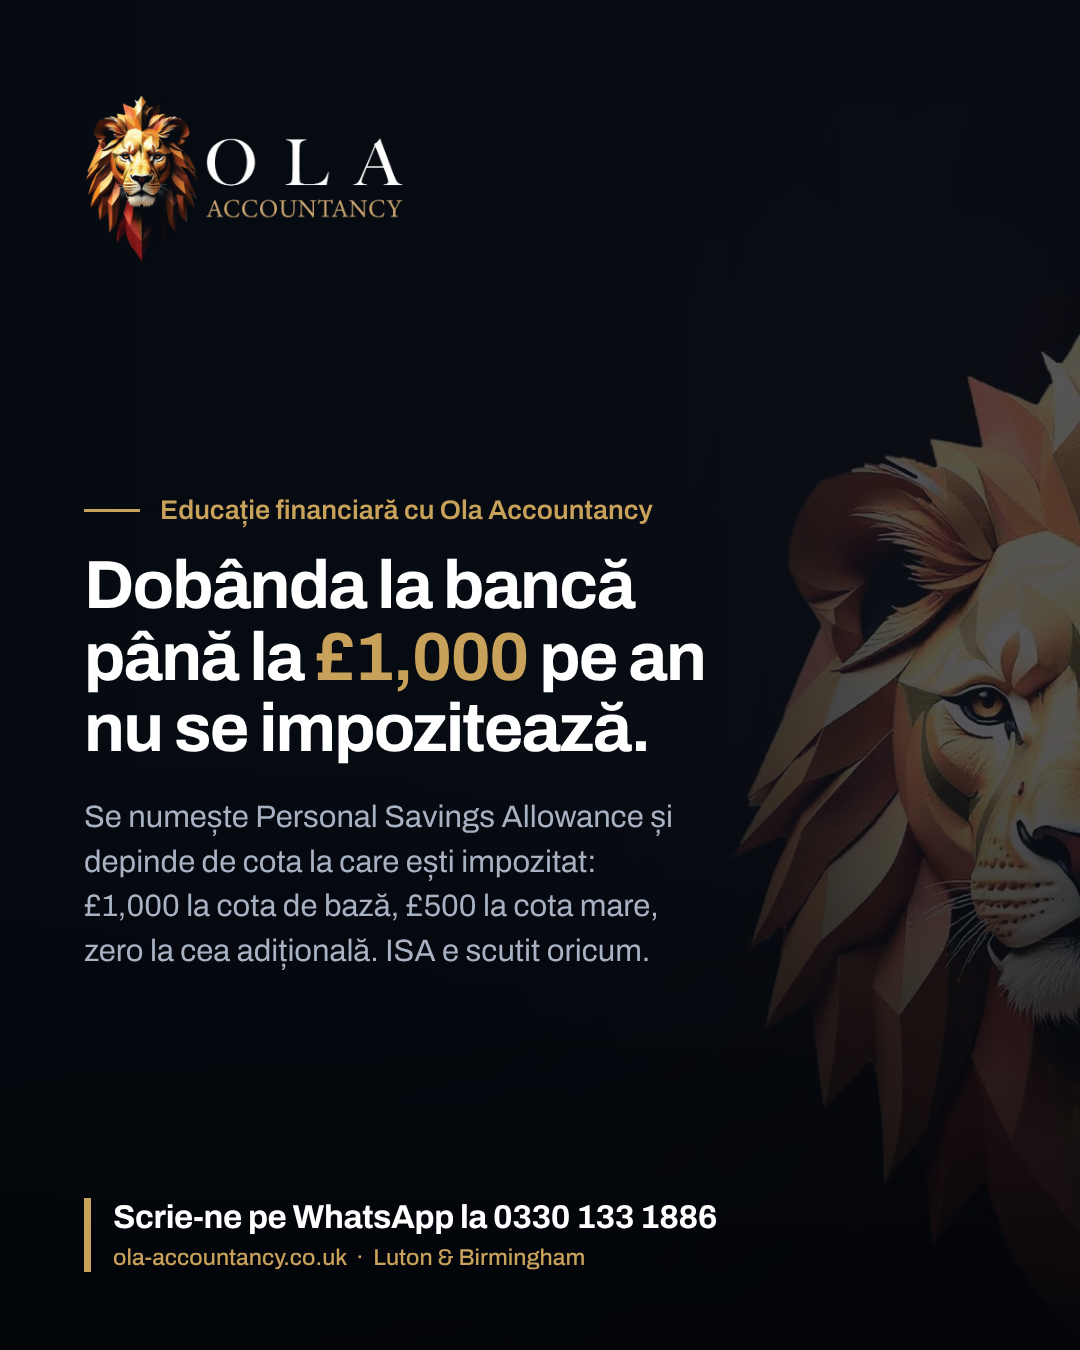 OLA
ACCOUNTANCY
Educație financiară cu Ola Accountancy
Dobânda la bancă
până la £1,000 pe an
nu se impozitează.
Se numește Personal Savings Allowance și
depinde de cota la care ești impozitat:
£1,000 la cota de bază, £500 la cota mare,
zero la cea adițională. ISA e scutit oricum.
Scrie-ne pe WhatsApp la 0330 133 1886
ola-accountancy.co.uk · Luton & Birmingham